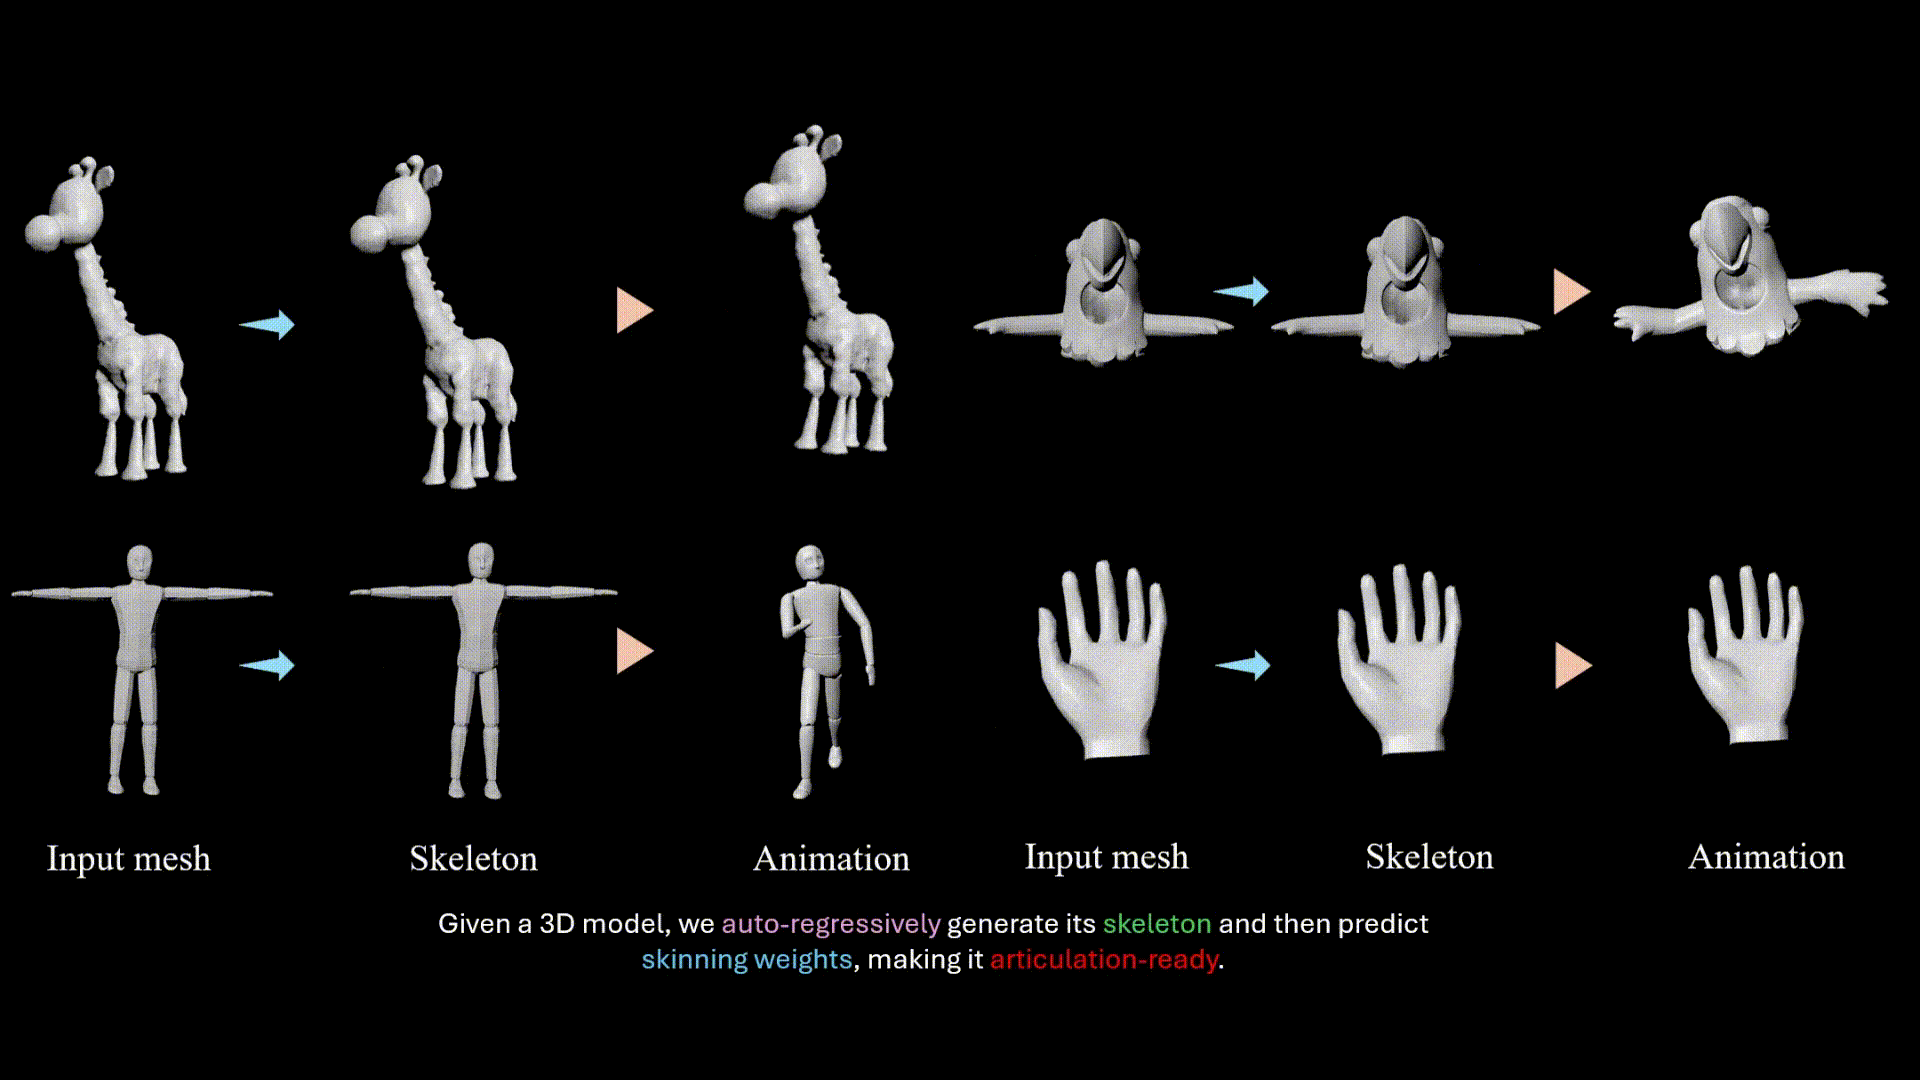 Input mesh
Skeleton
Animation
Input mesh
Skeleton
Animation
Given a 3D model, we auto-regressively generate its skeleton and then predict
skinning weights, making it articulation-ready.